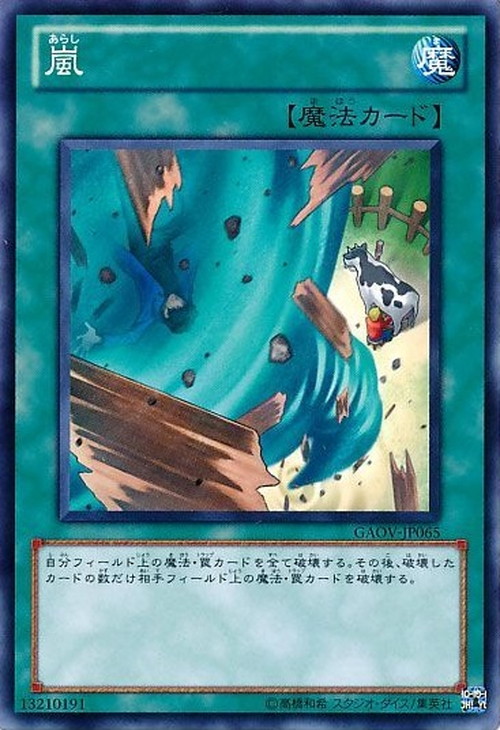 あらし
嵐
魔
【魔法カード】
GAOV-JP065
自分フィールド上の魔法・罠カードを全て破壊する。その後、破壊した
カードの数だけ相手フィールド上の魔法・罠カードを破壊する。
13210191
©高橋和希 スタジオ・ダイス/集英社